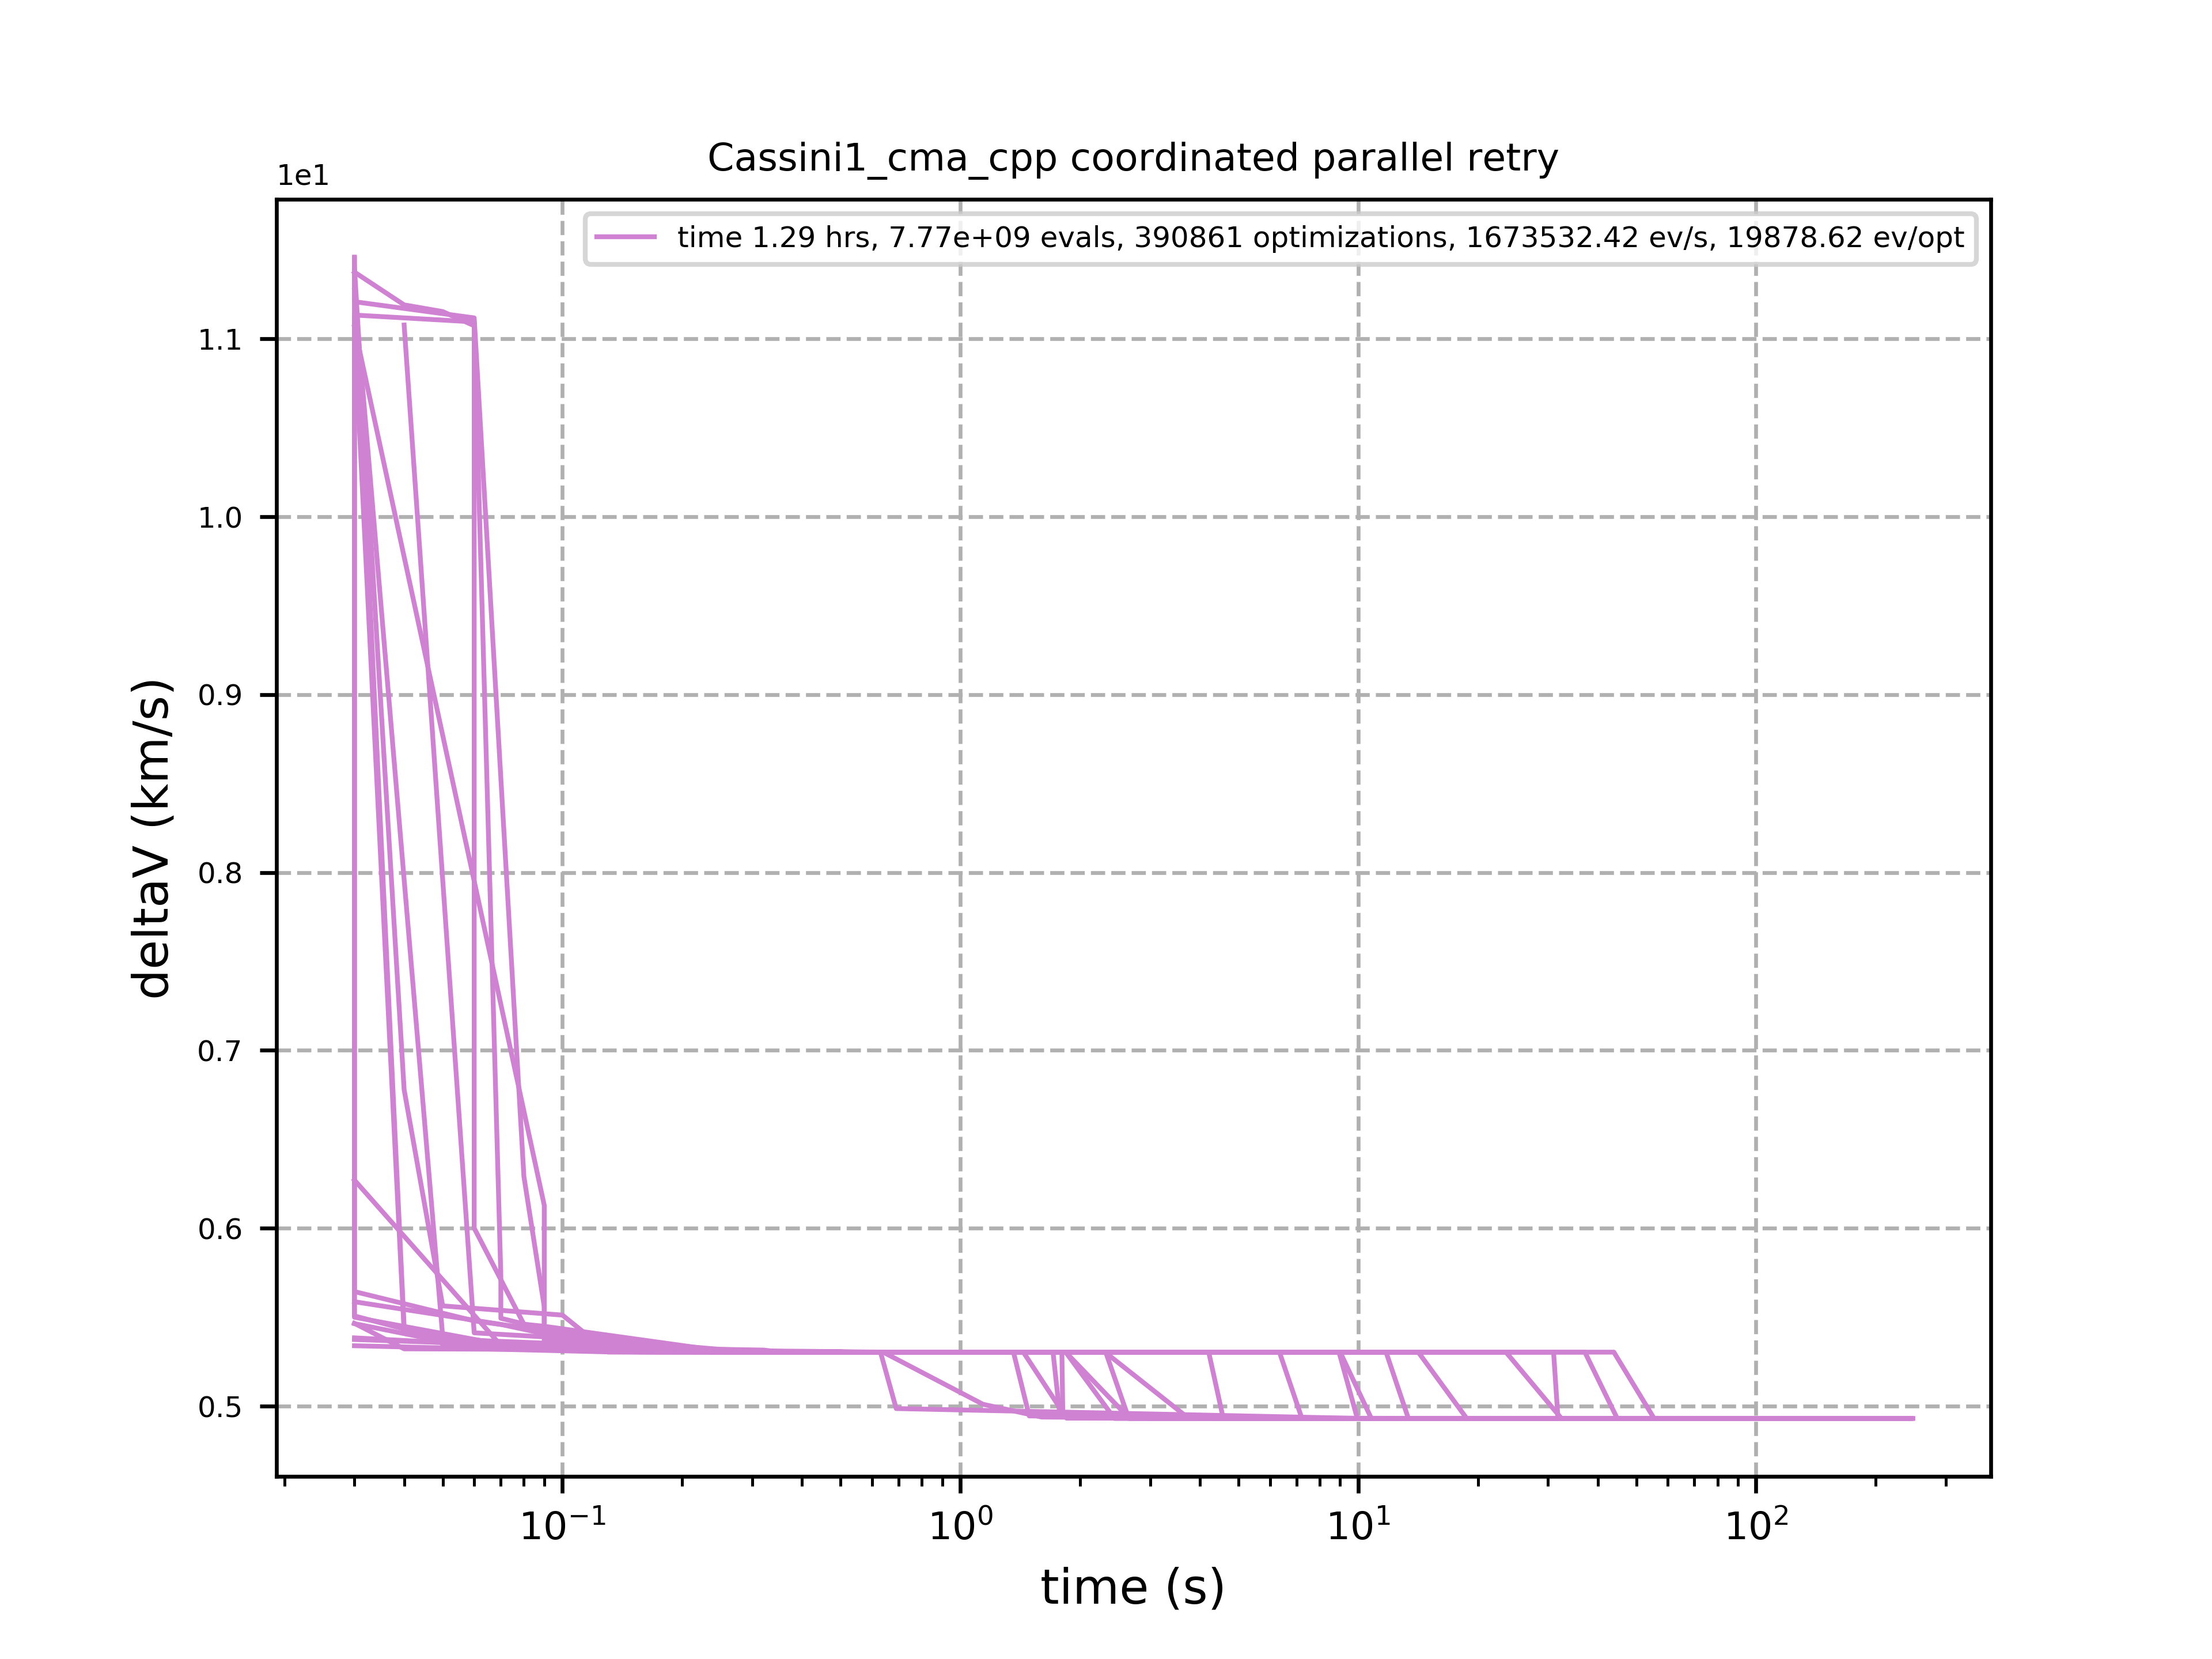 Cassini1_cma_cpp coordinated parallel retry
1e1
time 1.29 hrs, 7.77e+09 evals, 390861 optimizations, 1673532.42 ev/s, 19878.62 ev/opt
1.1
1.0
0.9
0.8
0.7
0.6
0.5
deltaV (km/s)
10⁻¹ 10⁰ 10¹ 10²
time (s)